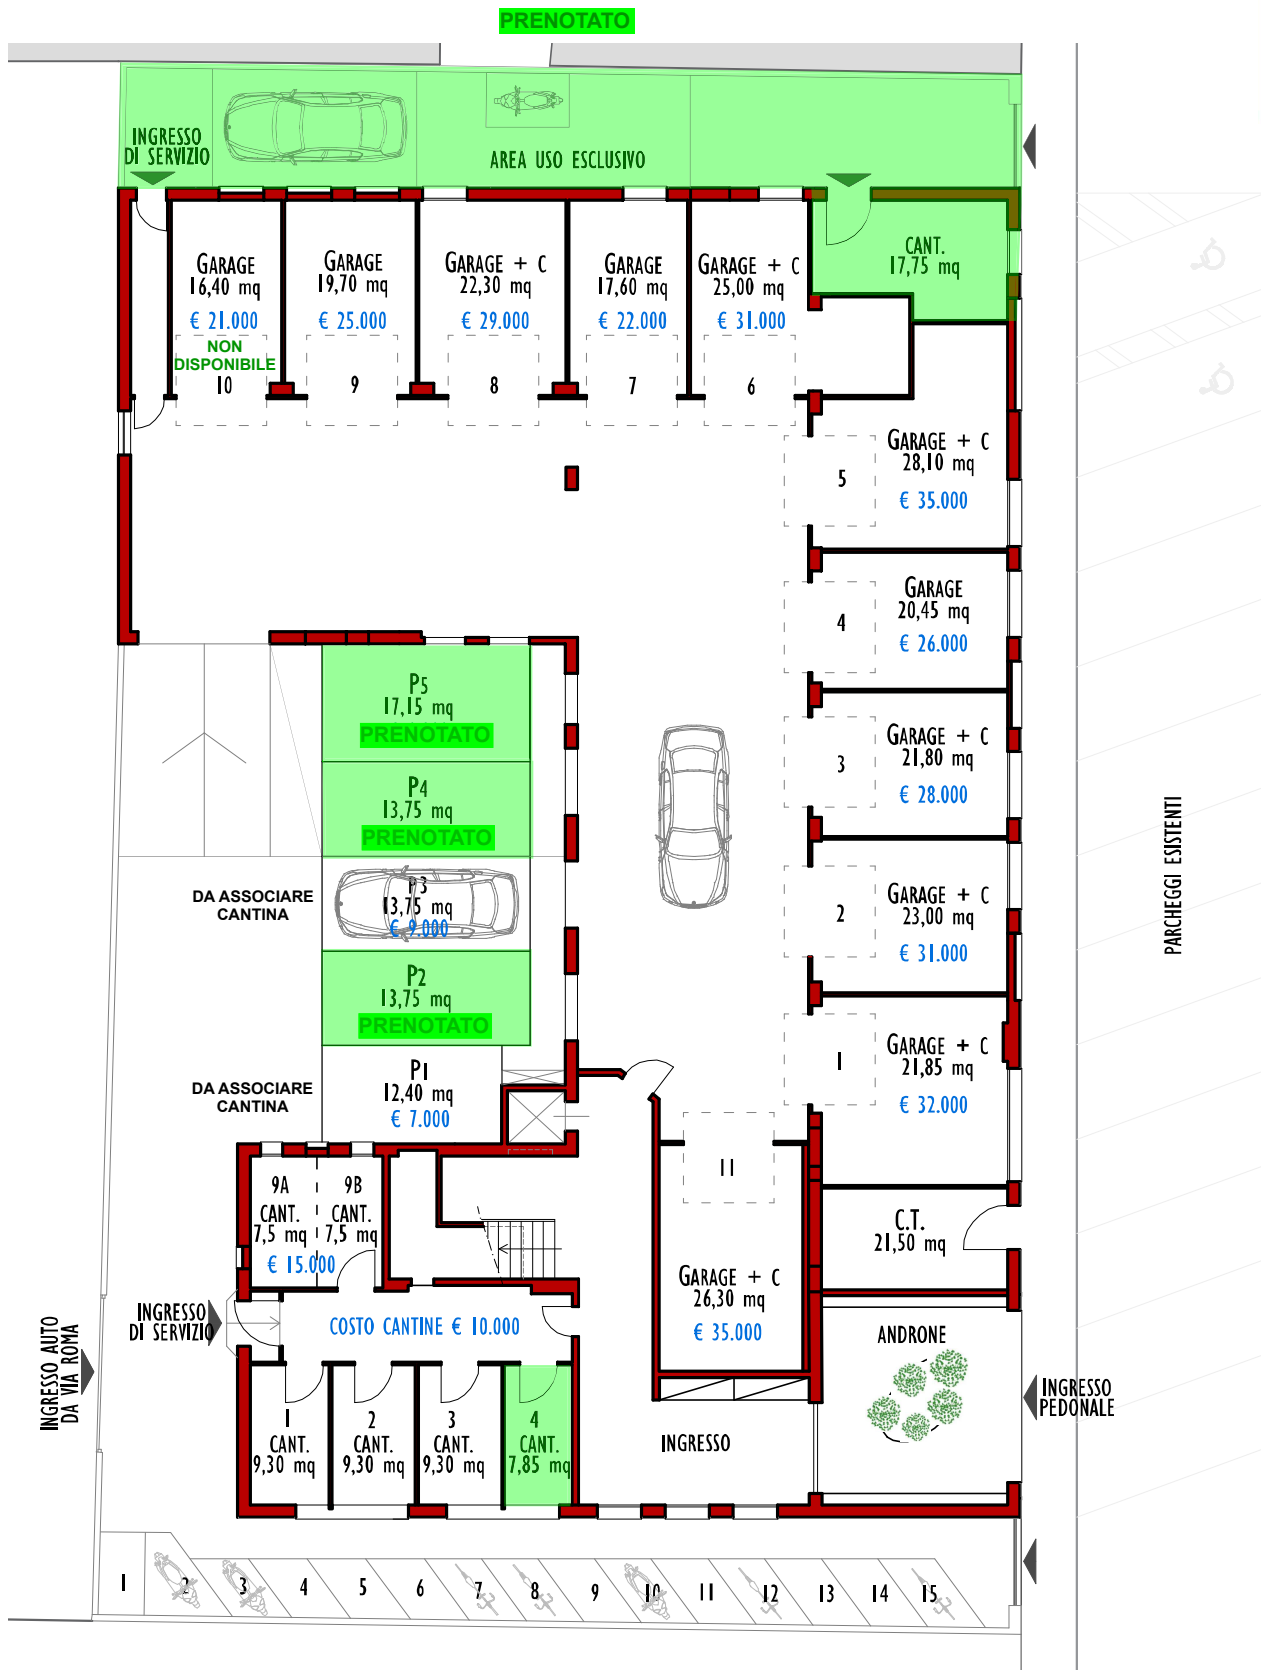 PRENOTATO
INGRESSO
DI SERVIZIO
AREA USO ESCLUSIVO
GARAGE
16,40 mq
€ 21.000
NON
DISPONIBILE
10
GARAGE
19,70 mq
€ 25.000
9
GARAGE + C
22,30 mq
€ 29.000
8
GARAGE
17,60 mq
€ 22.000
7
GARAGE + C
25,00 mq
€ 31.000
6
CANT.
17,75 mq
GARAGE + C
28,10 mq
€ 35.000
5
GARAGE
20,45 mq
€ 26.000
4
GARAGE + C
21,80 mq
€ 28.000
3
GARAGE + C
23,00 mq
€ 31.000
2
GARAGE + C
21,85 mq
€ 32.000
1
P5
17,15 mq
PRENOTATO
P4
13,75 mq
PRENOTATO
DA ASSOCIARE
CANTINA
P3
13,75 mq
€ 9.000
P2
13,75 mq
PRENOTATO
DA ASSOCIARE
CANTINA
P1
12,40 mq
€ 7.000
PARCHEGGI ESISTENTI
11
GARAGE + C
26,30 mq
€ 35.000
C.T.
21,50 mq
9A
CANT.
7,5 mq
9B
CANT.
7,5 mq
€ 15.000
INGRESSO
DI SERVIZIO
COSTO CANTINE € 10.000
ANDRONE
INGRESSO AUTO
DA VIA ROMA
INGRESSO
PEDONALE
1
CANT.
9,30 mq
2
CANT.
9,30 mq
3
CANT.
9,30 mq
4
CANT.
7,85 mq
INGRESSO
1 2 3 4 5 6 7 8 9 10 11 12 13 14 15